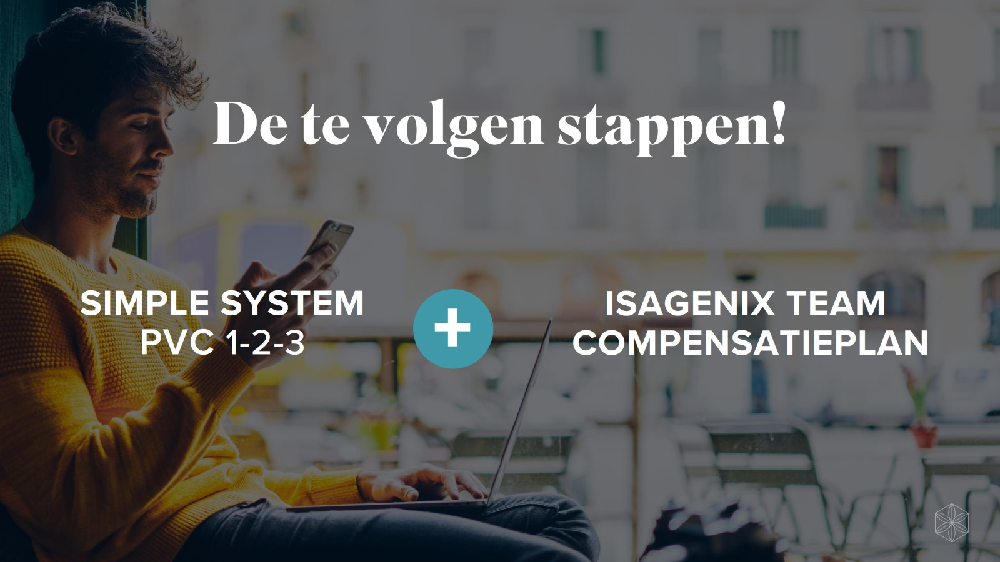 De te volgen stappen!
SIMPLE SYSTEM
PVC 1-2-3
+
ISAGENIX TEAM
COMPENSATIEPLAN